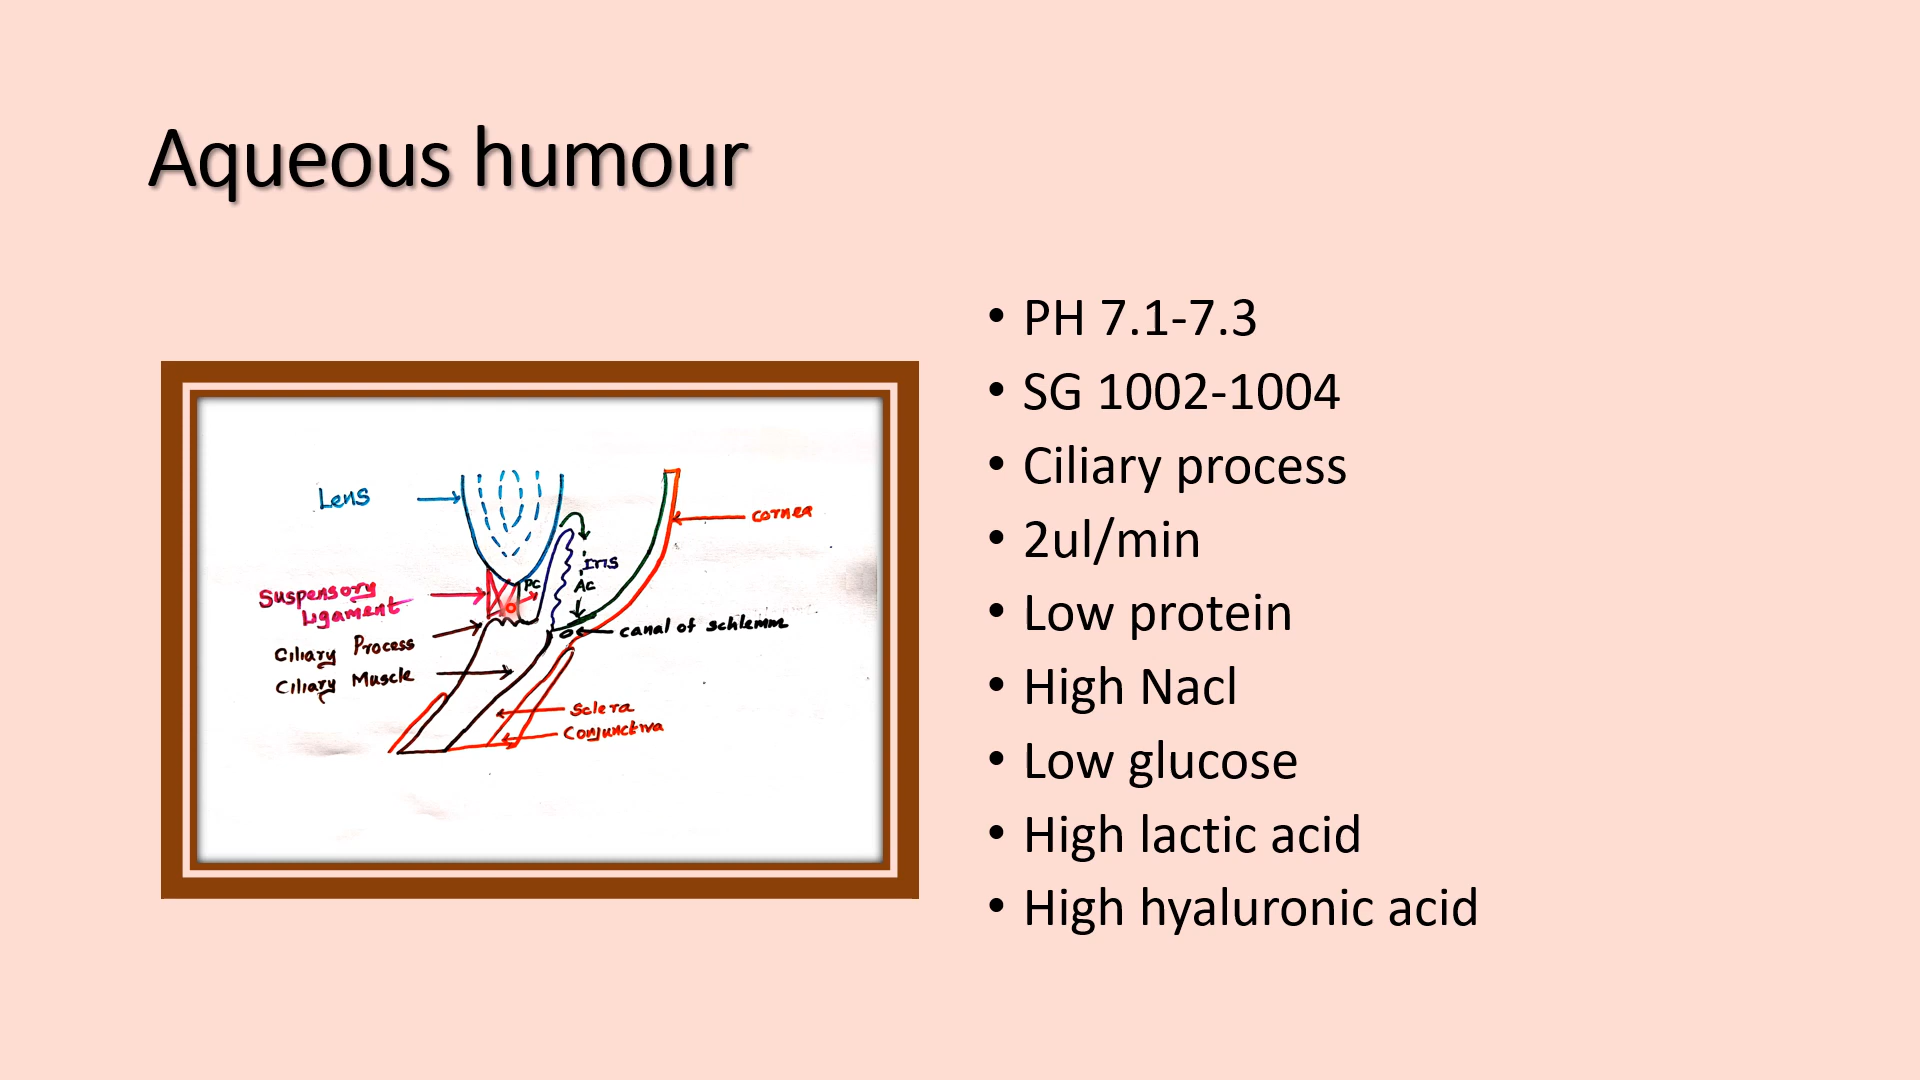 Aqueous humour
Lens
cornea
Iris
PC
AC
Suspensory
Ligament
canal of schlemm
Ciliary Process
Ciliary Muscle
Sclera
Conjunctiva
• PH 7.1-7.3
• SG 1002-1004
• Ciliary process
• 2ul/min
• Low protein
• High Nacl
• Low glucose
• High lactic acid
• High hyaluronic acid